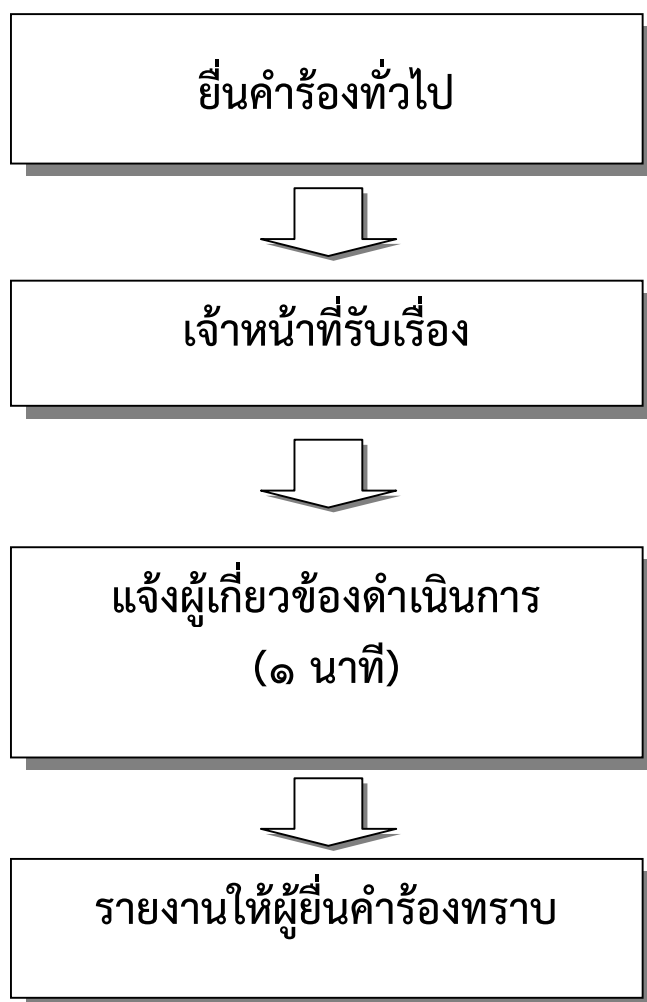 ยื่นคำร้องทั่วไป
เจ้าหน้าที่รับเรื่อง
แจ้งผู้เกี่ยวข้องดำเนินการ
(๑ นาที)
รายงานให้ผู้ยื่นคำร้องทราบ